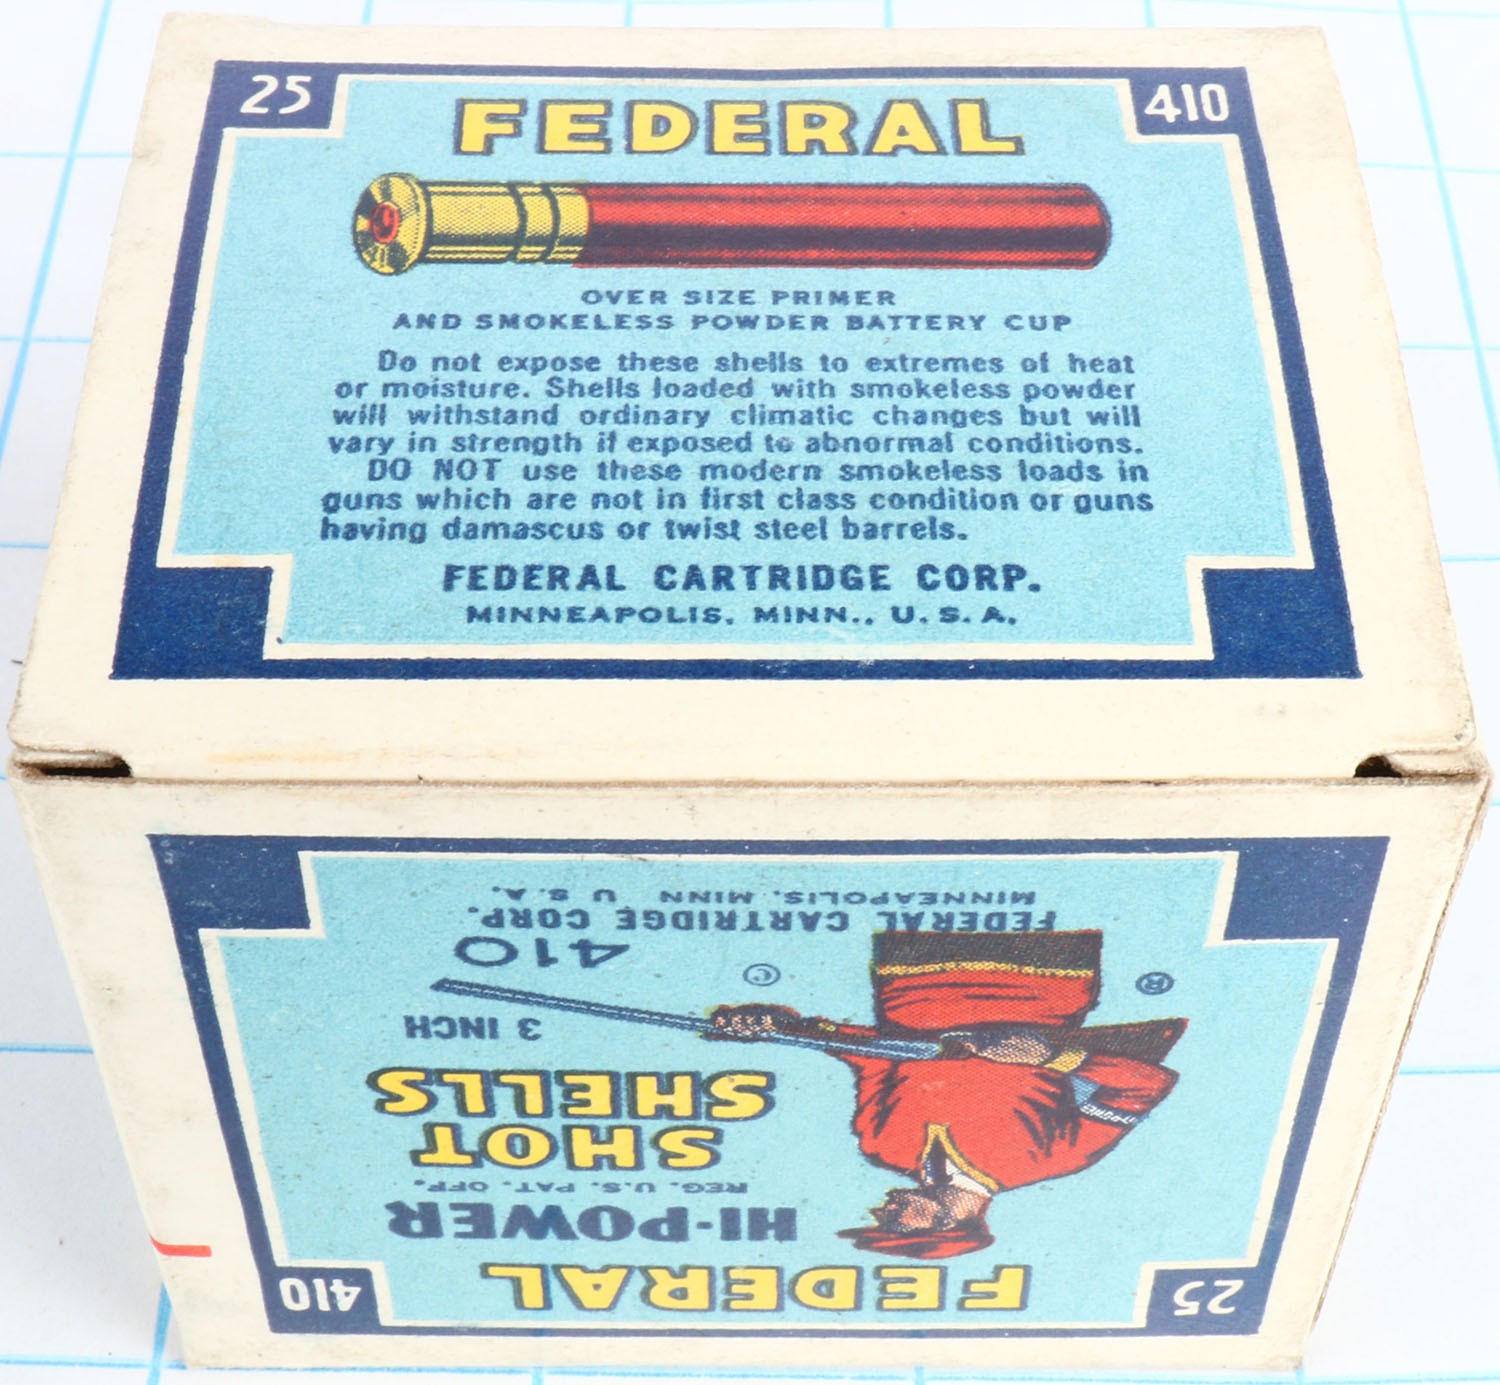 25
410
FEDERAL
OVER SIZE PRIMER
AND SMOKELESS POWDER BATTERY CUP
Do not expose these shells to extremes of heat
or moisture. Shells loaded with smokeless powder
will withstand ordinary climatic changes but will
vary in strength if exposed to abnormal conditions.
DO NOT use these modern smokeless loads in
guns which are not in first class condition or guns
having damascus or twist steel barrels.
FEDERAL CARTRIDGE CORP.
MINNEAPOLIS, MINN., U. S. A.
25
410
FEDERAL
HI-POWER
REG. U.S. PAT. OFF.
SHOT
SHELLS
3 INCH
410
®
©
FEDERAL CARTRIDGE CORP.
MINNEAPOLIS, MINN U S. A.